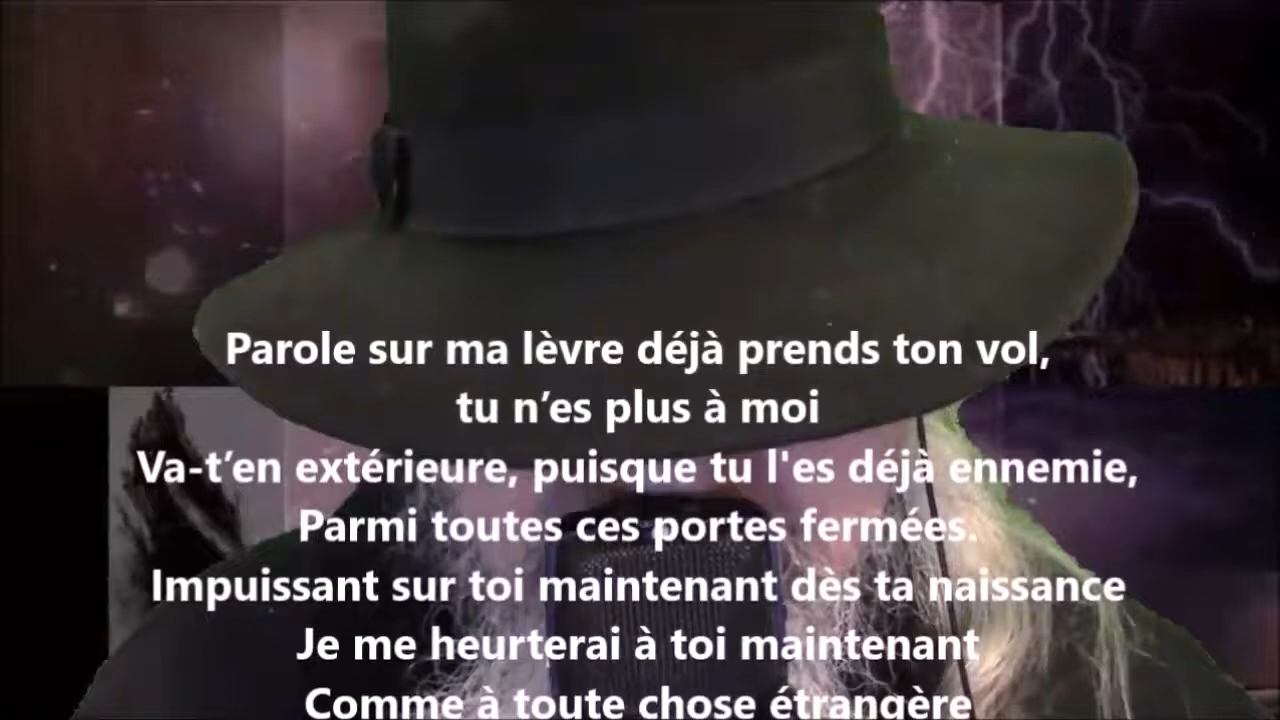 Parole sur ma lèvre déjà prends ton vol,
tu n’es plus à moi
Va-t’en extérieure, puisque tu l'es déjà ennemie,
Parmi toutes ces portes fermées.
Impuissant sur toi maintenant dès ta naissance
Je me heurterai à toi maintenant
Comme à toute chose étrangère